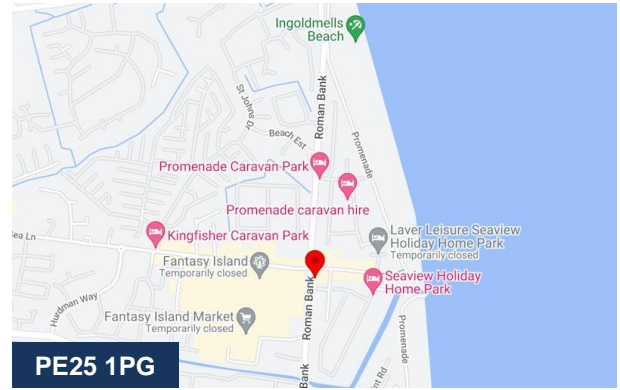 Ingoldmells
Beach
St Johns Dr
Roman Bank
Beach Est
Promenade
Promenade Caravan Park
Promenade caravan hire
Sea Ln
Kingfisher Caravan Park
Laver Leisure Seaview
Holiday Home Park
Temporarily closed
Fantasy Island
Temporarily closed
Seaview Holiday
Home Park
Hurdman Way
Roman Bank
Fantasy Island Market
Temporarily closed
Promenade
Bank
Rd
PE25 1PG